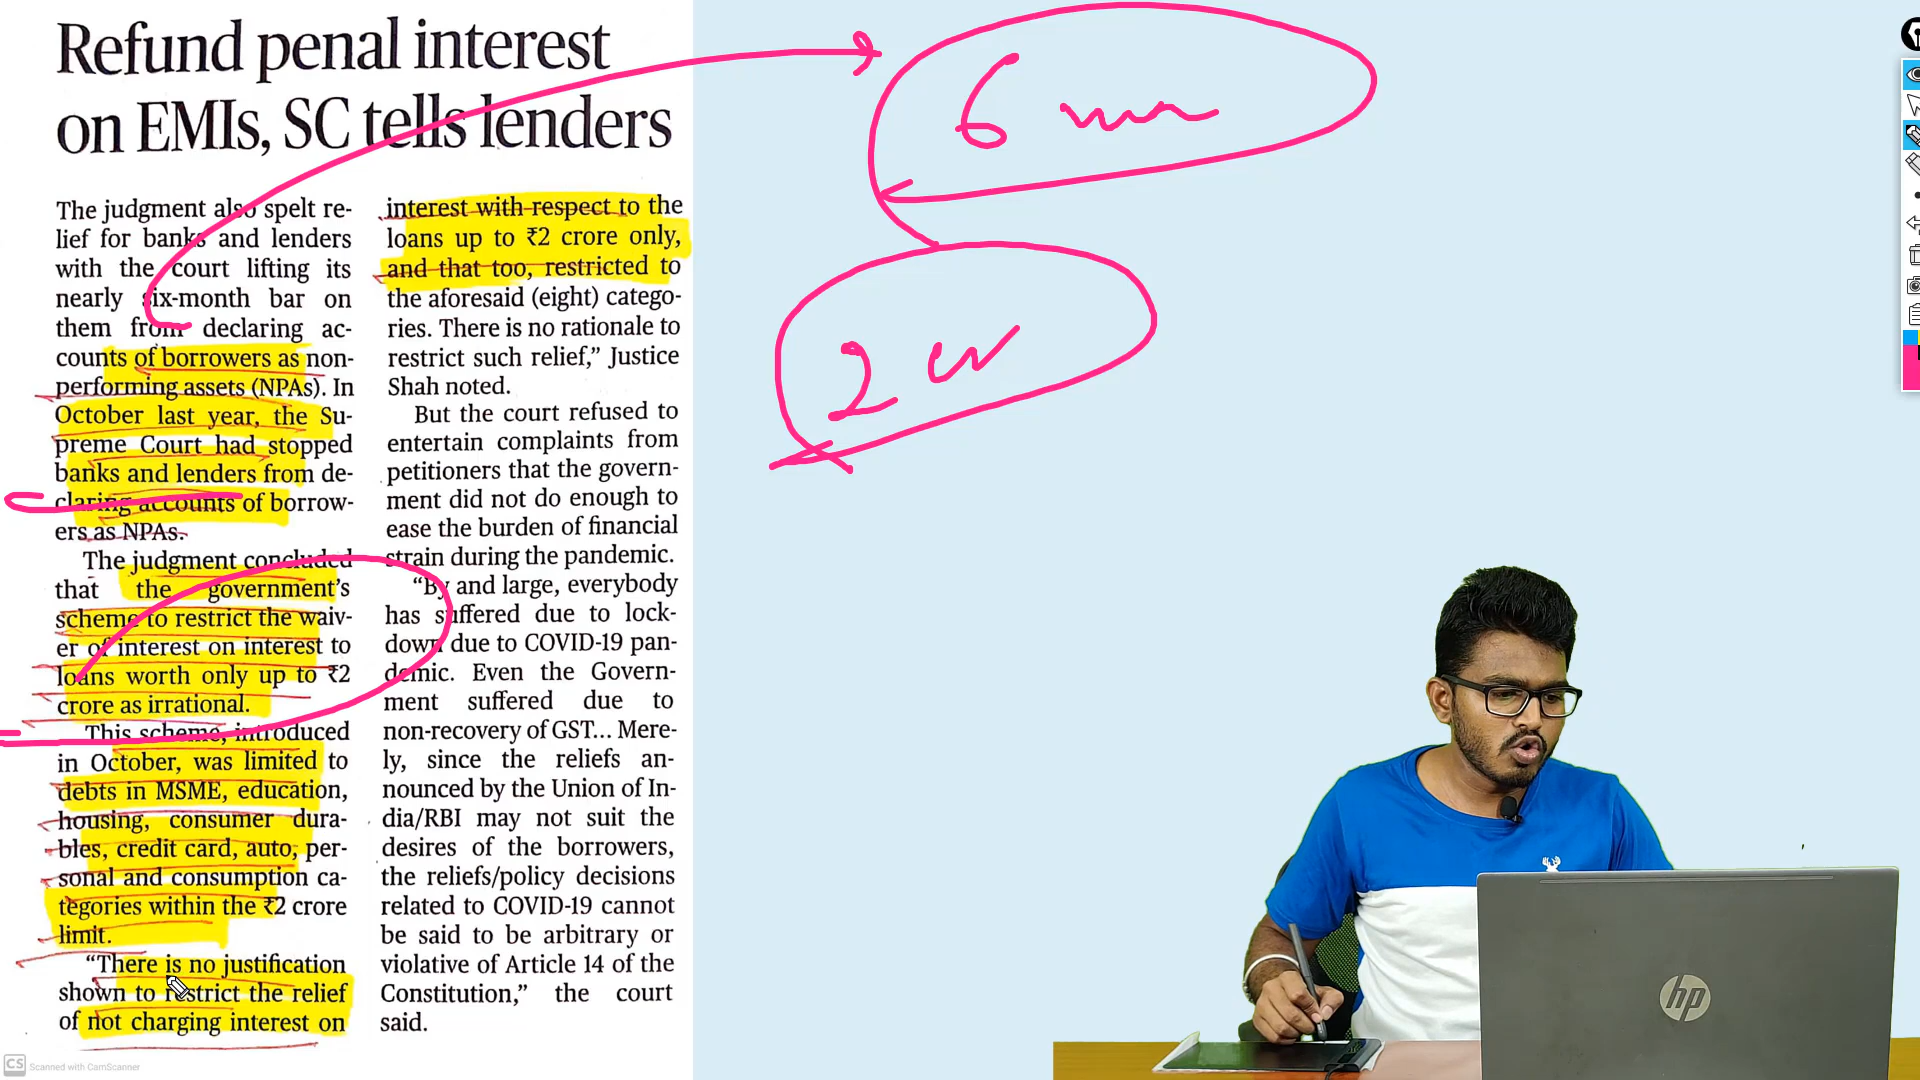 Refund penal interest
on EMIs, SC tells lenders
The judgment also spelt re-
lief for banks and lenders
with the court lifting its
nearly six-month bar on
them from declaring ac-
counts of borrowers as non-
performing assets (NPAs). In
October last year, the Su-
preme Court had stopped
banks and lenders from de-
claring accounts of borrow-
ers as NPAs.
The judgment concluded
that the government's
scheme to restrict the waiv-
er of interest on interest to
loans worth only up to ₹2
crore as irrational.
This scheme, introduced
in October, was limited to
debts in MSME, education,
housing, consumer dura-
bles, credit card, auto, per-
sonal and consumption ca-
tegories within the ₹2 crore
limit.
“There is no justification
shown to restrict the relief
of not charging interest on
interest with respect to the
loans up to ₹2 crore only,
and that too, restricted to
the aforesaid (eight) catego-
ries. There is no rationale to
restrict such relief,” Justice
Shah noted.
But the court refused to
entertain complaints from
petitioners that the govern-
ment did not do enough to
ease the burden of financial
strain during the pandemic.
“By and large, everybody
has suffered due to lock-
down due to COVID-19 pan-
demic. Even the Govern-
ment suffered due to
non-recovery of GST... Mere-
ly, since the reliefs an-
nounced by the Union of In-
dia/RBI may not suit the
desires of the borrowers,
the reliefs/policy decisions
related to COVID-19 cannot
be said to be arbitrary or
violative of Article 14 of the
Constitution,” the court
said.
6
2 cr
hp
CS Scanned with CamScanner